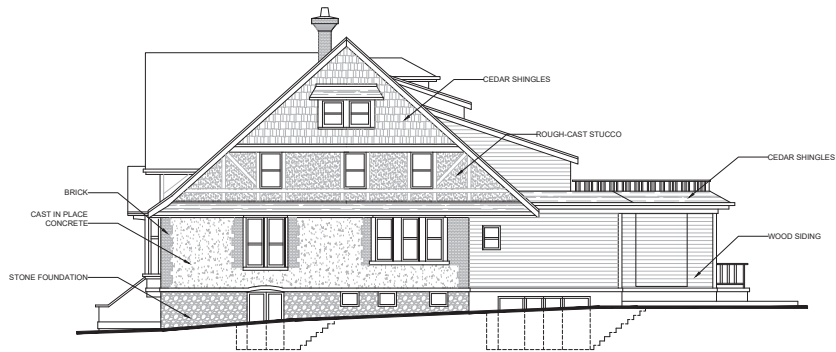 CEDAR SHINGLES
ROUGH-CAST STUCCO
CEDAR SHINGLES
BRICK
CAST IN PLACE
CONCRETE
WOOD SIDING
STONE FOUNDATION